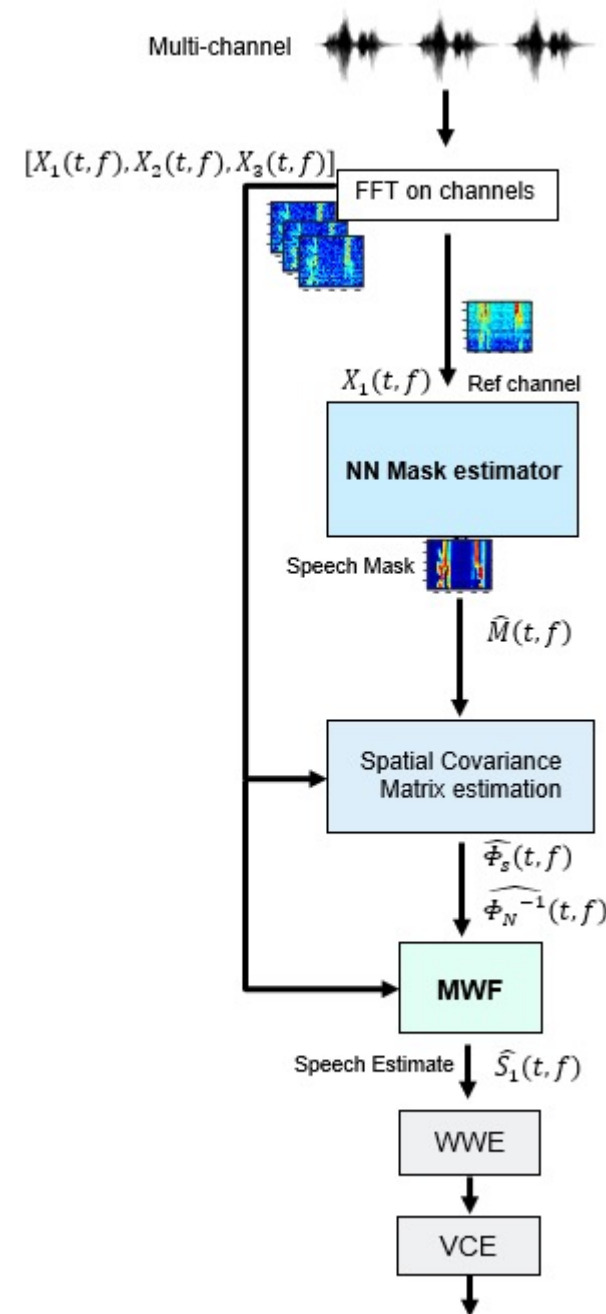 Multi-channel
[X₁(t,f),X₂(t,f),X₃(t,f)]
FFT on channels
X₁(t,f) Ref channel
NN Mask estimator
Speech Mask
M̂(t,f)
Spatial Covariance
Matrix estimation
Φ̂ₛ(t,f)
Φ̂_N⁻¹(t,f)
MWF
Speech Estimate Ŝ₁(t,f)
WWE
VCE